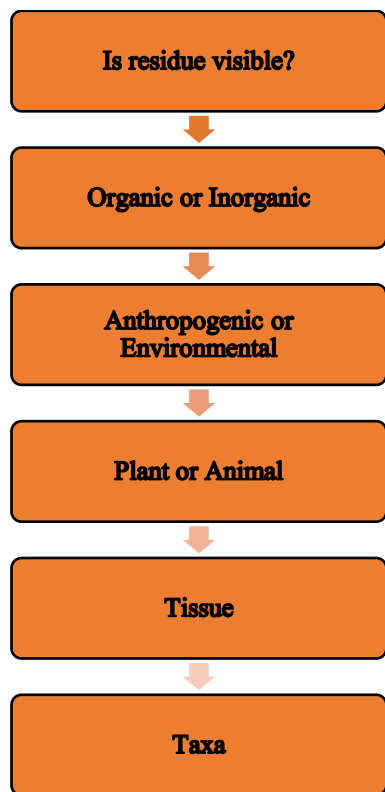 Is residue visible?
Organic or Inorganic
Anthropogenic or
Environmental
Plant or Animal
Tissue
Taxa